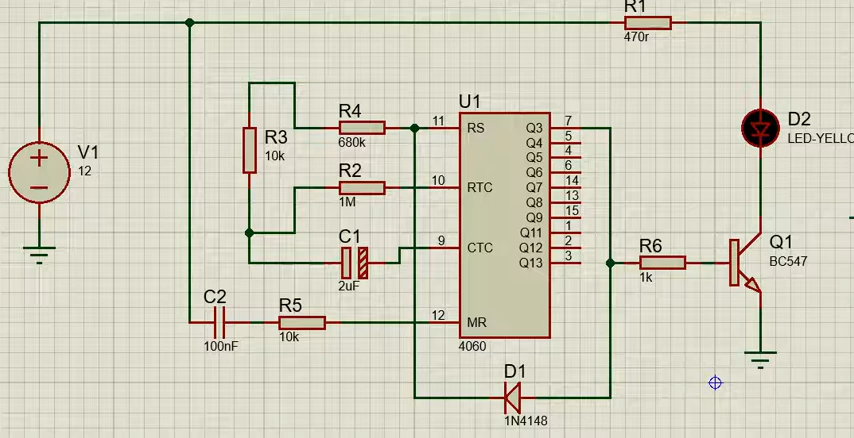 R1
470r
V1
12
R3
10k
R4
680k
R2
1M
C1
2uF
C2
100nF
R5
10k
U1
11 RS Q3 7
Q4 5
Q5 4
Q6 6
10 RTC Q7 14
Q8 13
Q9 15
Q11 1
9 CTC Q12 2
Q13 3
12 MR
4060
D1
1N4148
R6
1k
D2
LED-YELLO
Q1
BC547